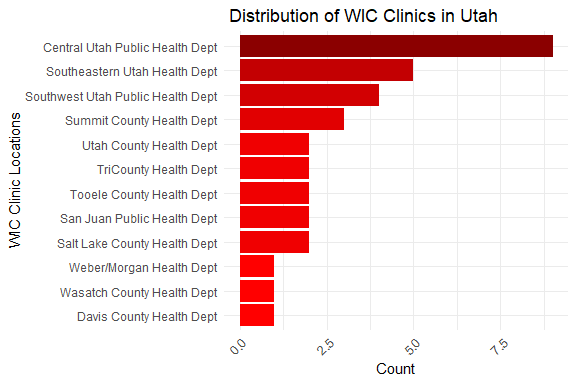 Distribution of WIC Clinics in Utah
WIC Clinic Locations
Central Utah Public Health Dept
Southeastern Utah Health Dept
Southwest Utah Public Health Dept
Summit County Health Dept
Utah County Health Dept
TriCounty Health Dept
Tooele County Health Dept
San Juan Public Health Dept
Salt Lake County Health Dept
Weber/Morgan Health Dept
Wasatch County Health Dept
Davis County Health Dept
0.0 2.5 5.0 7.5
Count